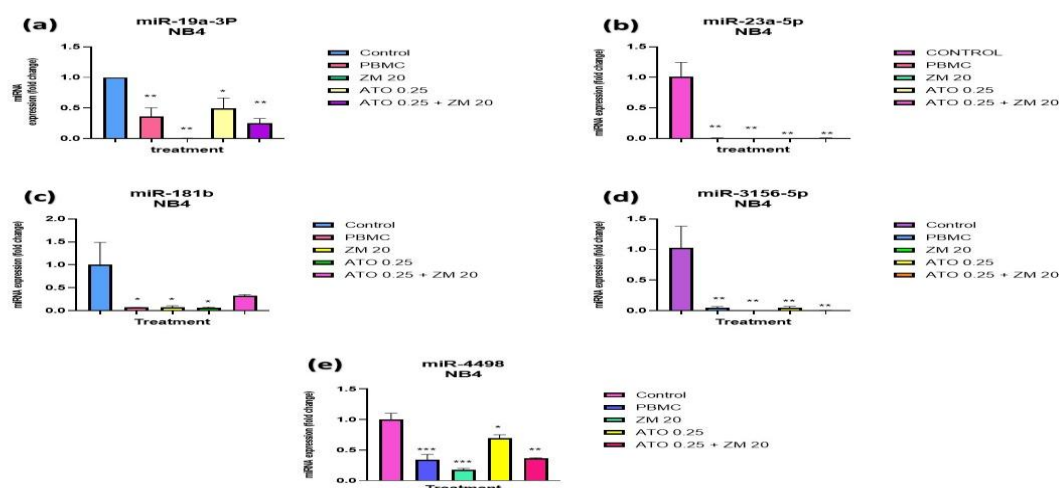 (a)
miR-19a-3P
NB4
mRNA
expression (fold change)
1.5
1.0
0.5
0.0
**
**
*
**
treatment
Control
PBMC
ZM 20
ATO 0.25
ATO 0.25 + ZM 20
(b)
miR-23a-5p
NB4
mRNA expression (fold change)
1.5
1.0
0.5
0.0
**
**
**
**
treatment
CONTROL
PBMC
ZM 20
ATO 0.25
ATO 0.25 + ZM 20
(c)
miR-181b
NB4
mRNA expression (fold change)
2.0
1.5
1.0
0.5
0.0
*
*
*
Treatment
Control
PBMC
ZM 20
ATO 0.25
ATO 0.25 + ZM 20
(d)
miR-3156-5p
NB4
mRNA expression (fold change)
1.5
1.0
0.5
0.0
**
**
**
**
Treatment
Control
PBMC
ZM 20
ATO 0.25
ATO 0.25 + ZM 20
(e)
miR-4498
NB4
mRNA expression (fold change)
1.5
1.0
0.5
0.0
***
***
*
**
Treatment
Control
PBMC
ZM 20
ATO 0.25
ATO 0.25 + ZM 20